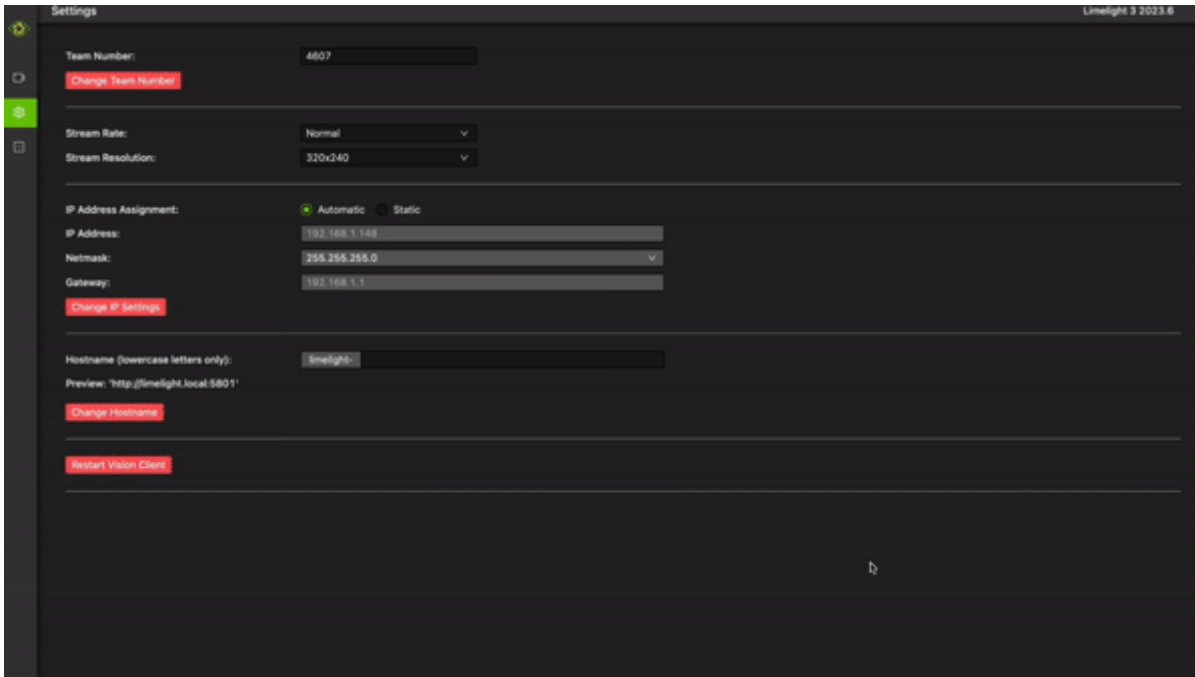 Settings Limelight 3 2023.6
Team Number: 4607
Change Team Number
Stream Rate: Normal
Stream Resolution: 320x240
IP Address Assignment: Automatic Static
IP Address: 192.168.1.148
Netmask: 255.255.255.0
Gateway: 192.168.1.1
Change IP Settings
Hostname (lowercase letters only): limelight-
Preview: 'http://limelight.local:5801'
Change Hostname
Restart Vision Client